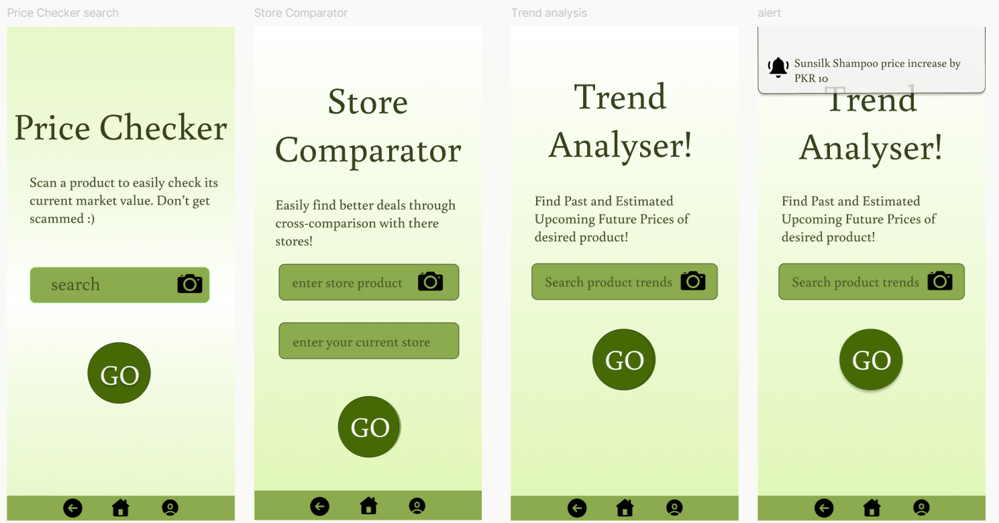 Price Checker search
Price Checker
Scan a product to easily check its
current market value. Don't get
scammed :)
search
GO
Store Comparator
Store
Comparator
Easily find better deals through
cross-comparison with there
stores!
enter store product
enter your current store
GO
Trend analysis
Trend
Analyser!
Find Past and Estimated
Upcoming Future Prices of
desired product!
Search product trends
GO
alert
Sunsilk Shampoo price increase by
PKR 10
Trend
Analyser!
Find Past and Estimated
Upcoming Future Prices of
desired product!
Search product trends
GO